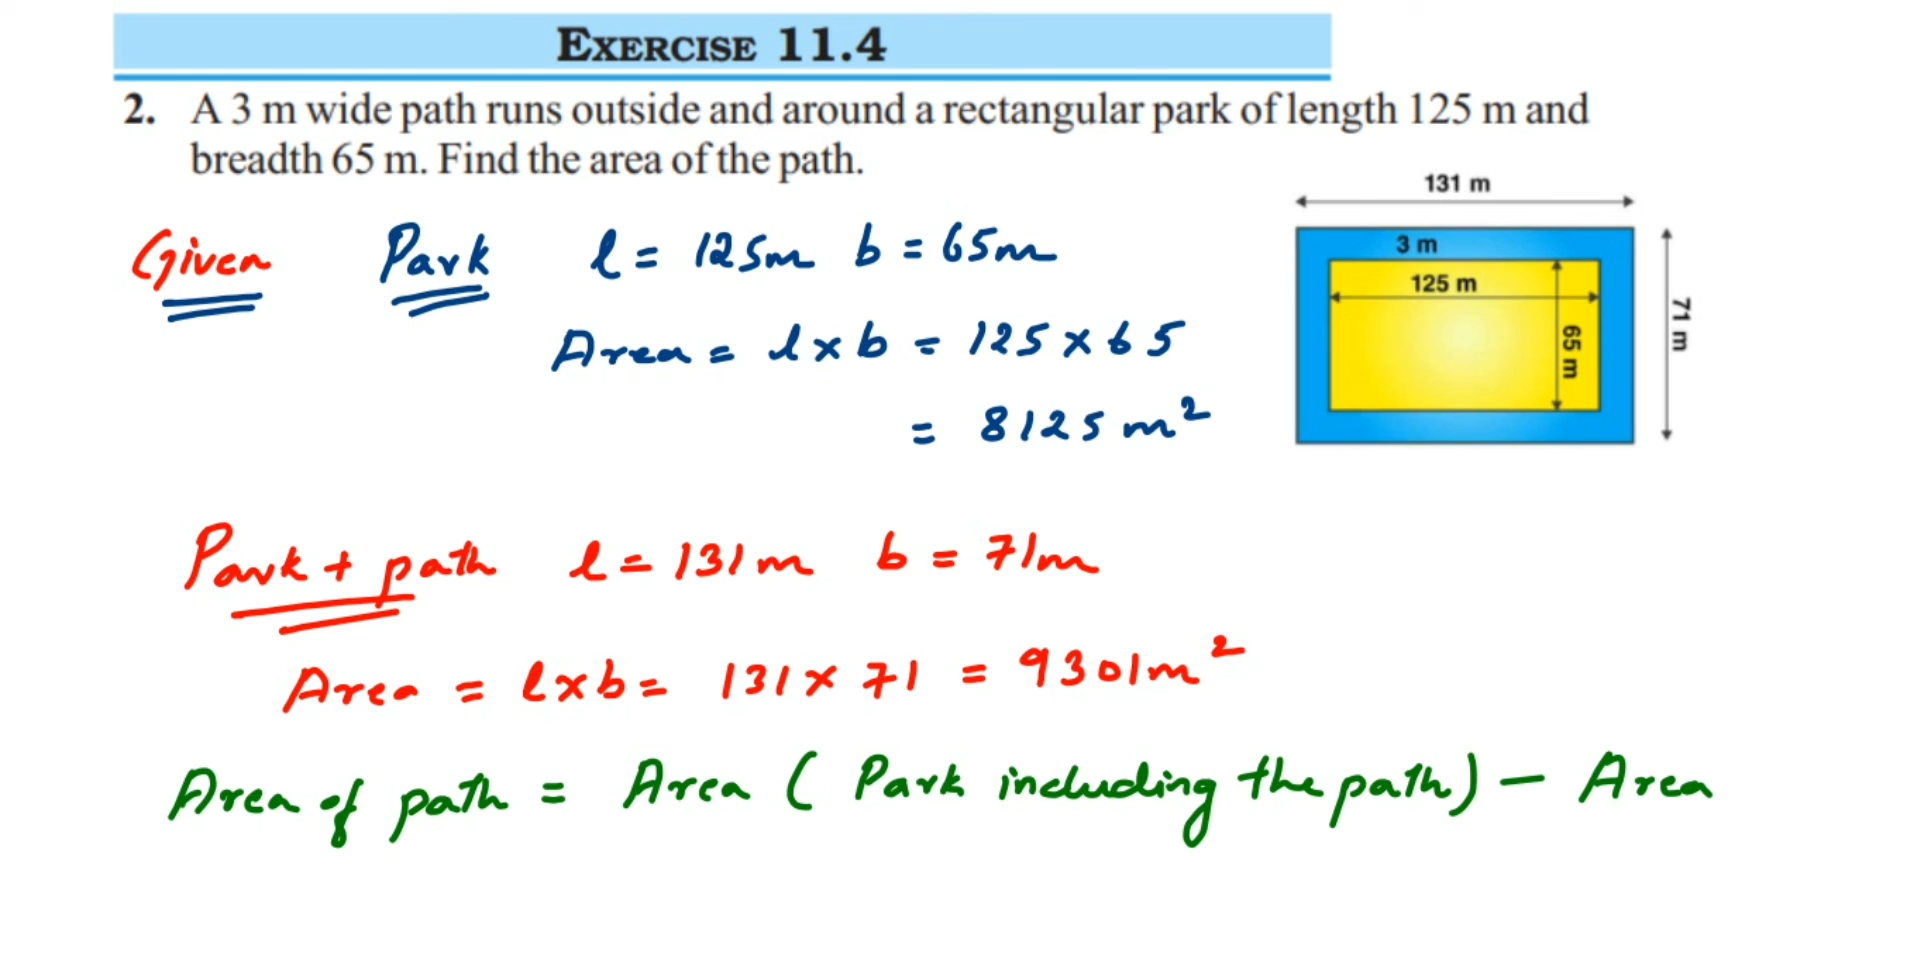 EXERCISE 11.4
2. A 3 m wide path runs outside and around a rectangular park of length 125 m and
breadth 65 m. Find the area of the path.
131 m
3 m
125 m
65 m
71 m
Given Park l = 125m b = 65m
Area = l x b = 125 x 65
= 8125 m²
Park + path l = 131m b = 71m
Area = l x b = 131 x 71 = 9301m²
Area of path = Area ( Park including the path) - Area